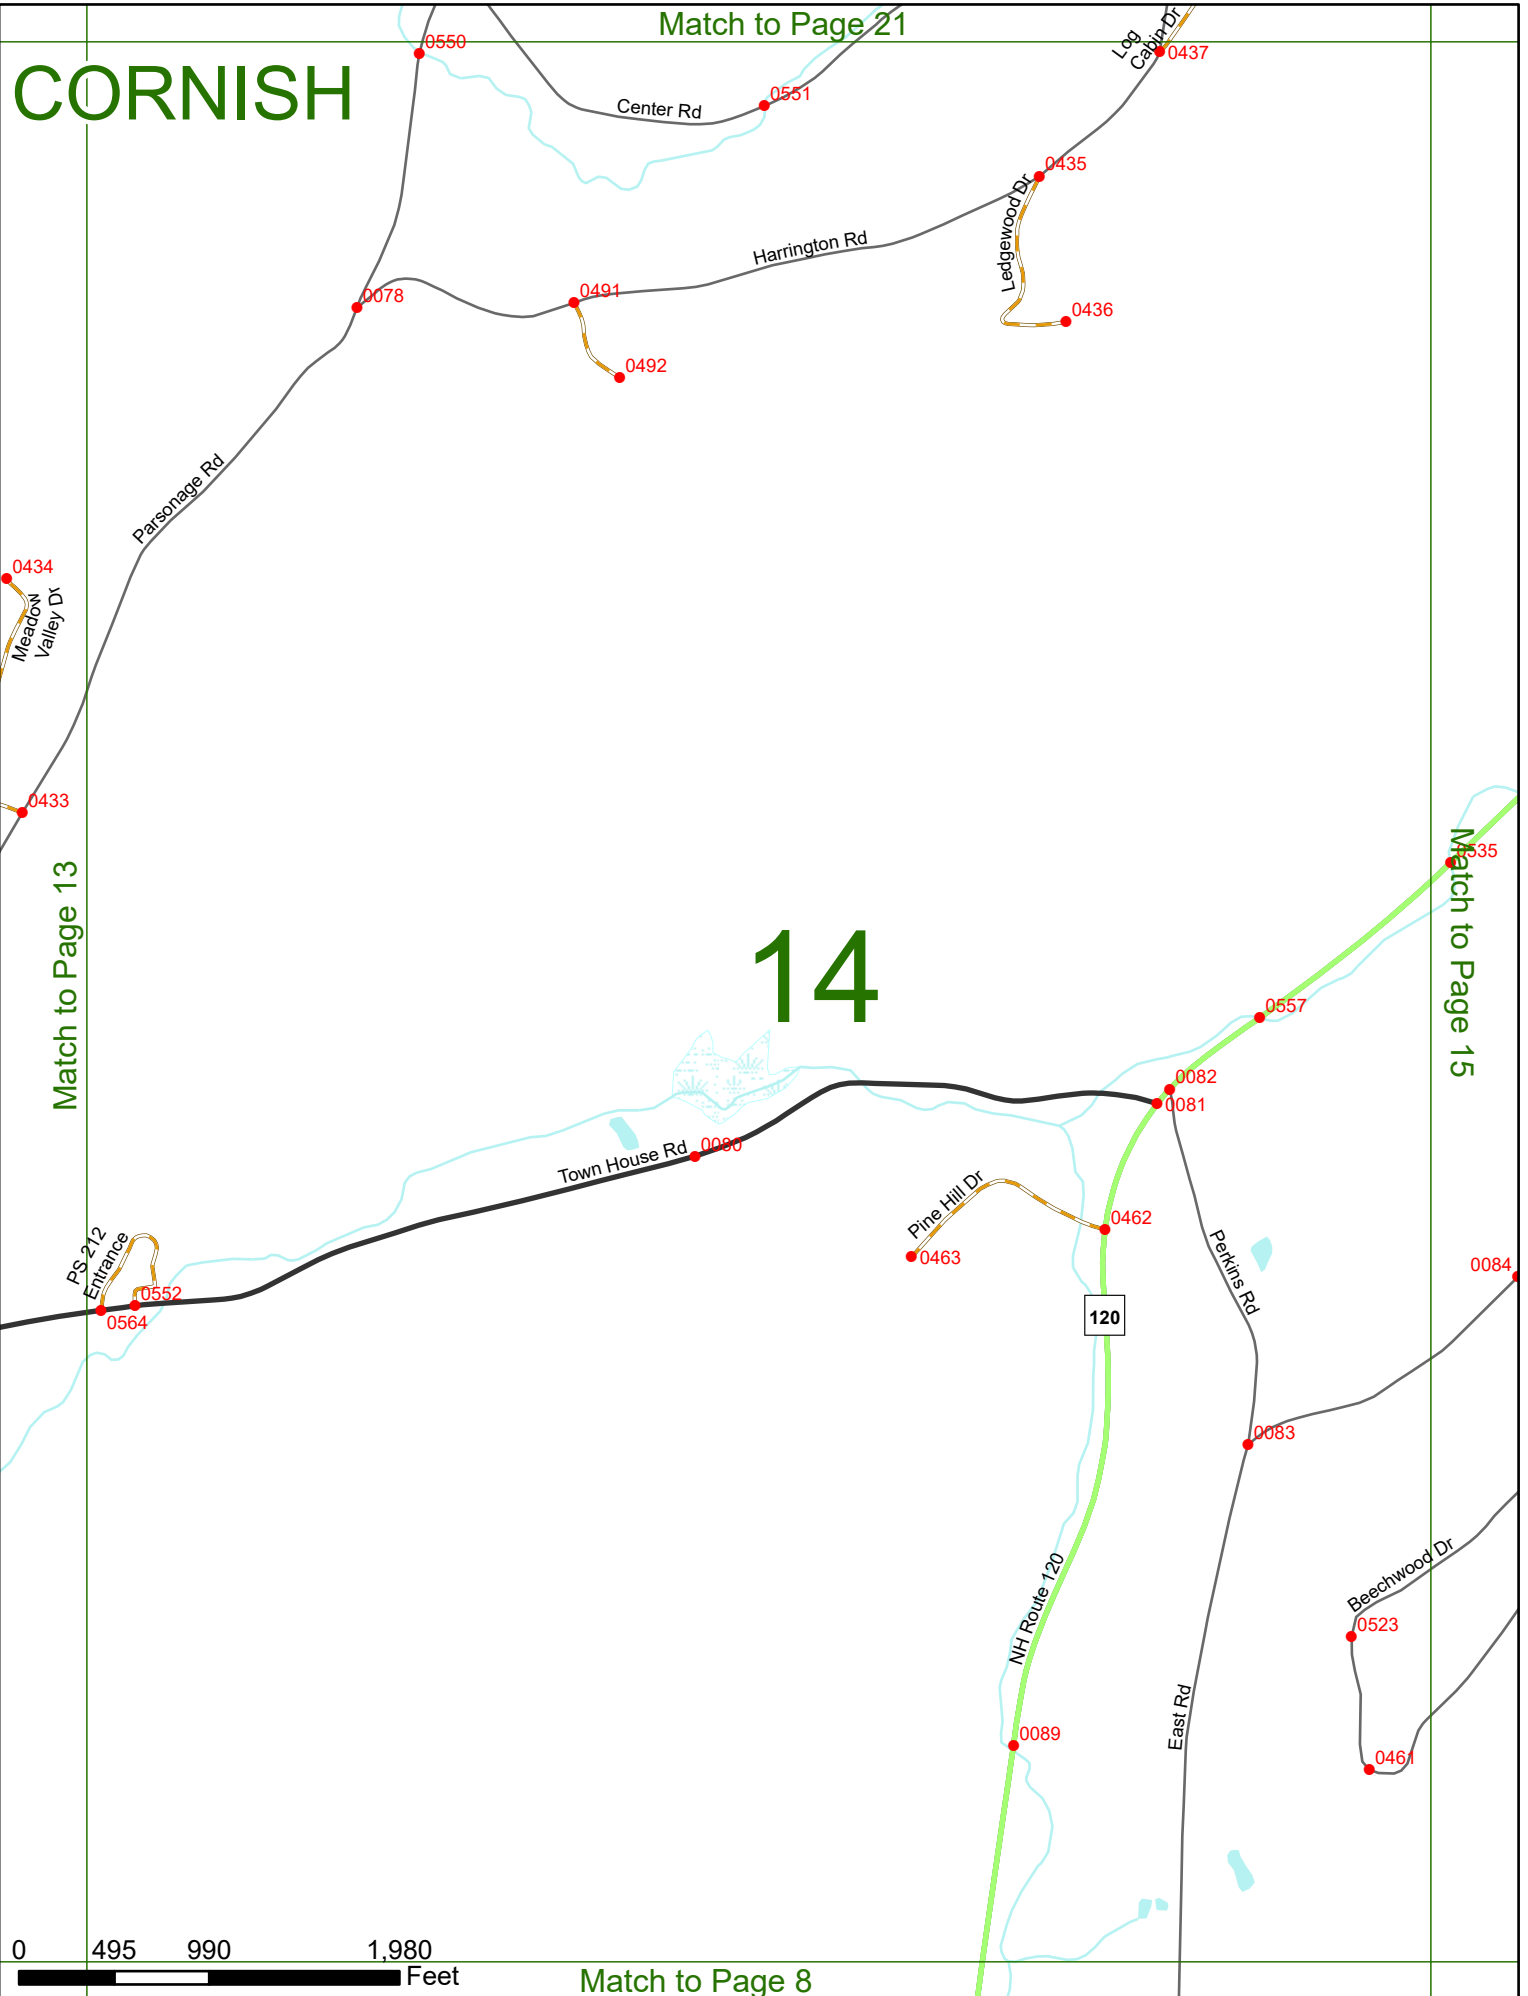 Match to Page 21
CORNISH
0550
Center Rd
0551
Log
Cabin Dr
0437
0435
Ledgewood Dr
Harrington Rd
0078
0491
0436
0492
Parsonage Rd
0434
Meadow
Valley Dr
0433
Match to Page 13
14
0535
Match to Page 15
0557
0082
0081
0080
Town House Rd
Pine Hill Dr
0462
0463
PS 212
Entrance
0552
0564
Perkins Rd
0084
120
0083
NH Route 120
Beechwood Dr
0523
East Rd
0089
0461
0 495 990 1,980
Feet
Match to Page 8